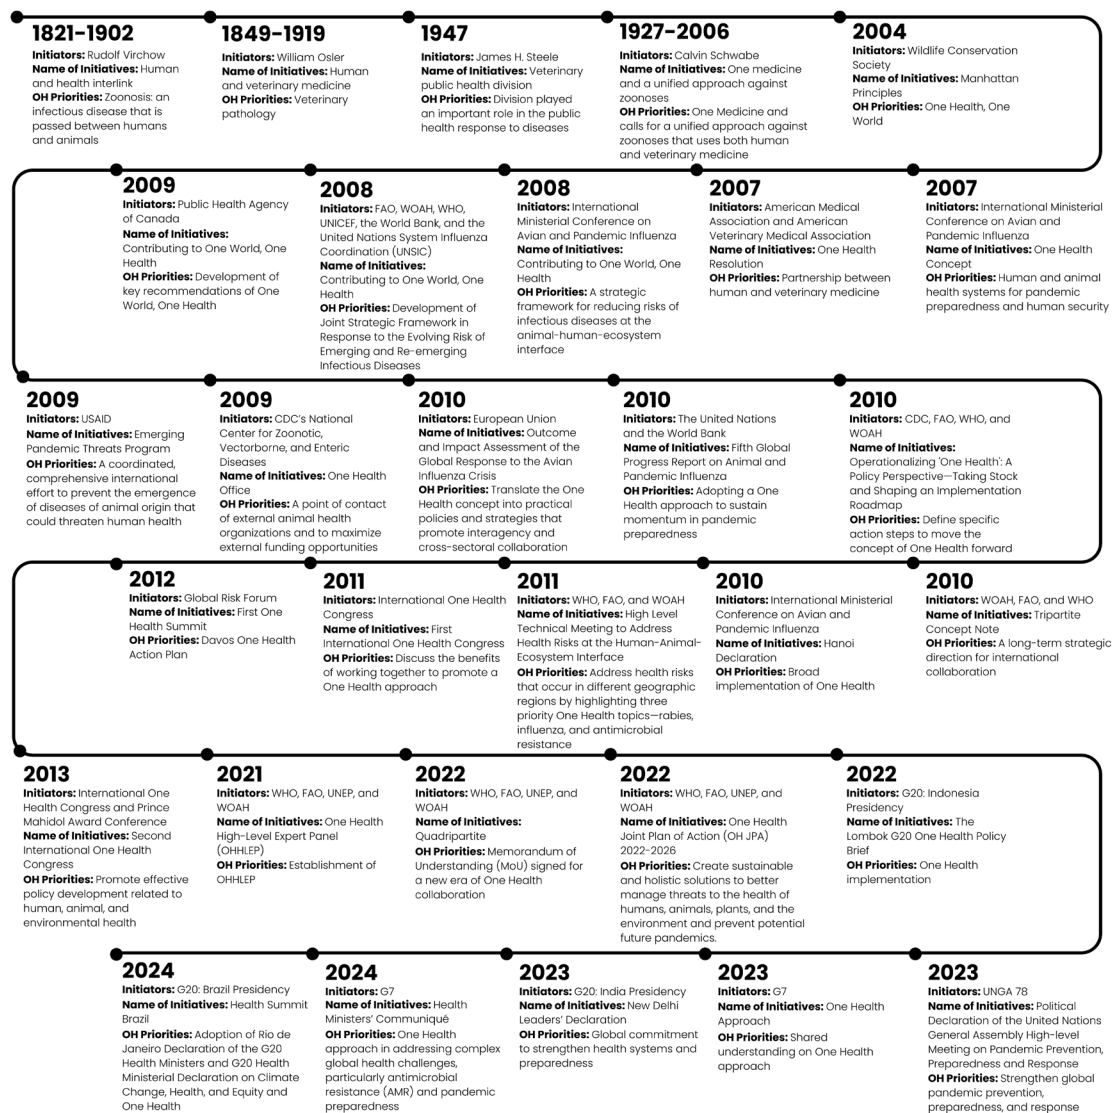 1821–1902
Initiators: Rudolf Virchow
Name of Initiatives: Human
and health interlink
OH Priorities: Zoonosis: an
infectious disease that is
passed between humans
and animals
1849-1919
Initiators: William Osler
Name of Initiatives: Human
and veterinary medicine
OH Priorities: Veterinary
pathology
1947
Initiators: James H. Steele
Name of Initiatives: Veterinary
public health division
OH Priorities: Division played
an important role in the public
health response to diseases
1927–2006
Initiators: Calvin Schwabe
Name of Initiatives: One medicine
and a unified approach against
zoonoses
OH Priorities: One Medicine and
calls for a unified approach against
zoonoses that uses both human
and veterinary medicine
2004
Initiators: Wildlife Conservation
Society
Name of Initiatives: Manhattan
Principles
OH Priorities: One Health, One
World
2009
Initiators: Public Health Agency
of Canada
Name of Initiatives:
Contributing to One World, One
Health
OH Priorities: Development of
key recommendations of One
World, One Health
2008
Initiators: FAO, WOAH, WHO,
UNICEF, the World Bank, and the
United Nations System Influenza
Coordination (UNSIC)
Name of Initiatives:
Contributing to One World, One
Health
OH Priorities: Development of
Joint Strategic Framework in
Response to the Evolving Risk of
Emerging and Re-emerging
Infectious Diseases
2008
Initiators: International
Ministerial Conference on
Avian and Pandemic Influenza
Name of Initiatives:
Contributing to One World, One
Health
OH Priorities: A strategic
framework for reducing risks of
infectious diseases at the
animal-human-ecosystem
interface
2007
Initiators: American Medical
Association and American
Veterinary Medical Association
Name of Initiatives: One Health
Resolution
OH Priorities: Partnership between
human and veterinary medicine
2007
Initiators: International Ministerial
Conference on Avian and
Pandemic Influenza
Name of Initiatives: One Health
Concept
OH Priorities: Human and animal
health systems for pandemic
preparedness and human security
2009
Initiators: USAID
Name of Initiatives: Emerging
Pandemic Threats Program
OH Priorities: A coordinated,
comprehensive international
effort to prevent the emergence
of diseases of animal origin that
could threaten human health
2009
Initiators: CDC's National
Center for Zoonotic,
Vectorborne, and Enteric
Diseases
Name of Initiatives: One Health
Office
OH Priorities: A point of contact
of external animal health
organizations and to maximize
external funding opportunities
2010
Initiators: European Union
Name of Initiatives: Outcome
and Impact Assessment of the
Global Response to the Avian
Influenza Crisis
OH Priorities: Translate the One
Health concept into practical
policies and strategies that
promote interagency and
cross-sectoral collaboration
2010
Initiators: The United Nations
and the World Bank
Name of Initiatives: Fifth Global
Progress Report on Animal and
Pandemic Influenza
OH Priorities: Adopting a One
Health approach to sustain
momentum in pandemic
preparedness
2010
Initiators: CDC, FAO, WHO, and
WOAH
Name of Initiatives:
Operationalizing 'One Health': A
Policy Perspective—Taking Stock
and Shaping an Implementation
Roadmap
OH Priorities: Define specific
action steps to move the
concept of One Health forward
2012
Initiators: Global Risk Forum
Name of Initiatives: First One
Health Summit
OH Priorities: Davos One Health
Action Plan
2011
Initiators: International One Health
Congress
Name of Initiatives: First
International One Health Congress
OH Priorities: Discuss the benefits
of working together to promote a
One Health approach
2011
Initiators: WHO, FAO, and WOAH
Name of Initiatives: High Level
Technical Meeting to Address
Health Risks at the Human-Animal-
Ecosystem Interface
OH Priorities: Address health risks
that occur in different geographic
regions by highlighting three
priority One Health topics—rabies,
influenza, and antimicrobial
resistance
2010
Initiators: International Ministerial
Conference on Avian and
Pandemic Influenza
Name of Initiatives: Hanoi
Declaration
OH Priorities: Broad
implementation of One Health
2010
Initiators: WOAH, FAO, and WHO
Name of Initiatives: Tripartite
Concept Note
OH Priorities: A long-term strategic
direction for international
collaboration
2013
Initiators: International One
Health Congress and Prince
Mahidol Award Conference
Name of Initiatives: Second
International One Health
Congress
OH Priorities: Promote effective
policy development related to
human, animal, and
environmental health
2021
Initiators: WHO, FAO, UNEP, and
WOAH
Name of Initiatives: One Health
High-Level Expert Panel
(OHHLEP)
OH Priorities: Establishment of
OHHLEP
2022
Initiators: WHO, FAO, UNEP, and
WOAH
Name of Initiatives:
Quadripartite
OH Priorities: Memorandum of
Understanding (MoU) signed for
a new era of One Health
collaboration
2022
Initiators: WHO, FAO, UNEP, and
WOAH
Name of Initiatives: One Health
Joint Plan of Action (OH JPA)
2022-2026
OH Priorities: Create sustainable
and holistic solutions to better
manage threats to the health of
humans, animals, plants, and the
environment and prevent potential
future pandemics.
2022
Initiators: G20: Indonesia
Presidency
Name of Initiatives: The
Lombok G20 One Health Policy
Brief
OH Priorities: One Health
implementation
2024
Initiators: G20: Brazil Presidency
Name of Initiatives: Health Summit
Brazil
OH Priorities: Adoption of Rio de
Janeiro Declaration of the G20
Health Ministers and G20 Health
Ministerial Declaration on Climate
Change, Health, and Equity and
One Health
2024
Initiators: G7
Name of Initiatives: Health
Ministers' Communiqué
OH Priorities: One Health
approach in addressing complex
global health challenges,
particularly antimicrobial
resistance (AMR) and pandemic
preparedness
2023
Initiators: G20: India Presidency
Name of Initiatives: New Delhi
Leaders' Declaration
OH Priorities: Global commitment
to strengthen health systems and
preparedness
2023
Initiators: G7
Name of Initiatives: One Health
Approach
OH Priorities: Shared
understanding on One Health
approach
2023
Initiators: UNGA 78
Name of Initiatives: Political
Declaration of the United Nations
General Assembly High-level
Meeting on Pandemic Prevention,
Preparedness and Response
OH Priorities: Strengthen global
pandemic prevention,
preparedness, and response